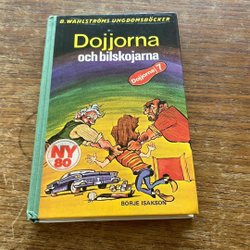 B. WAHLSTRÖMS UNGDOMSBÖCKER
Dojjorna
och bilskojarna
Dojjorna 7
NY
80
BÖRJE ISAKSON